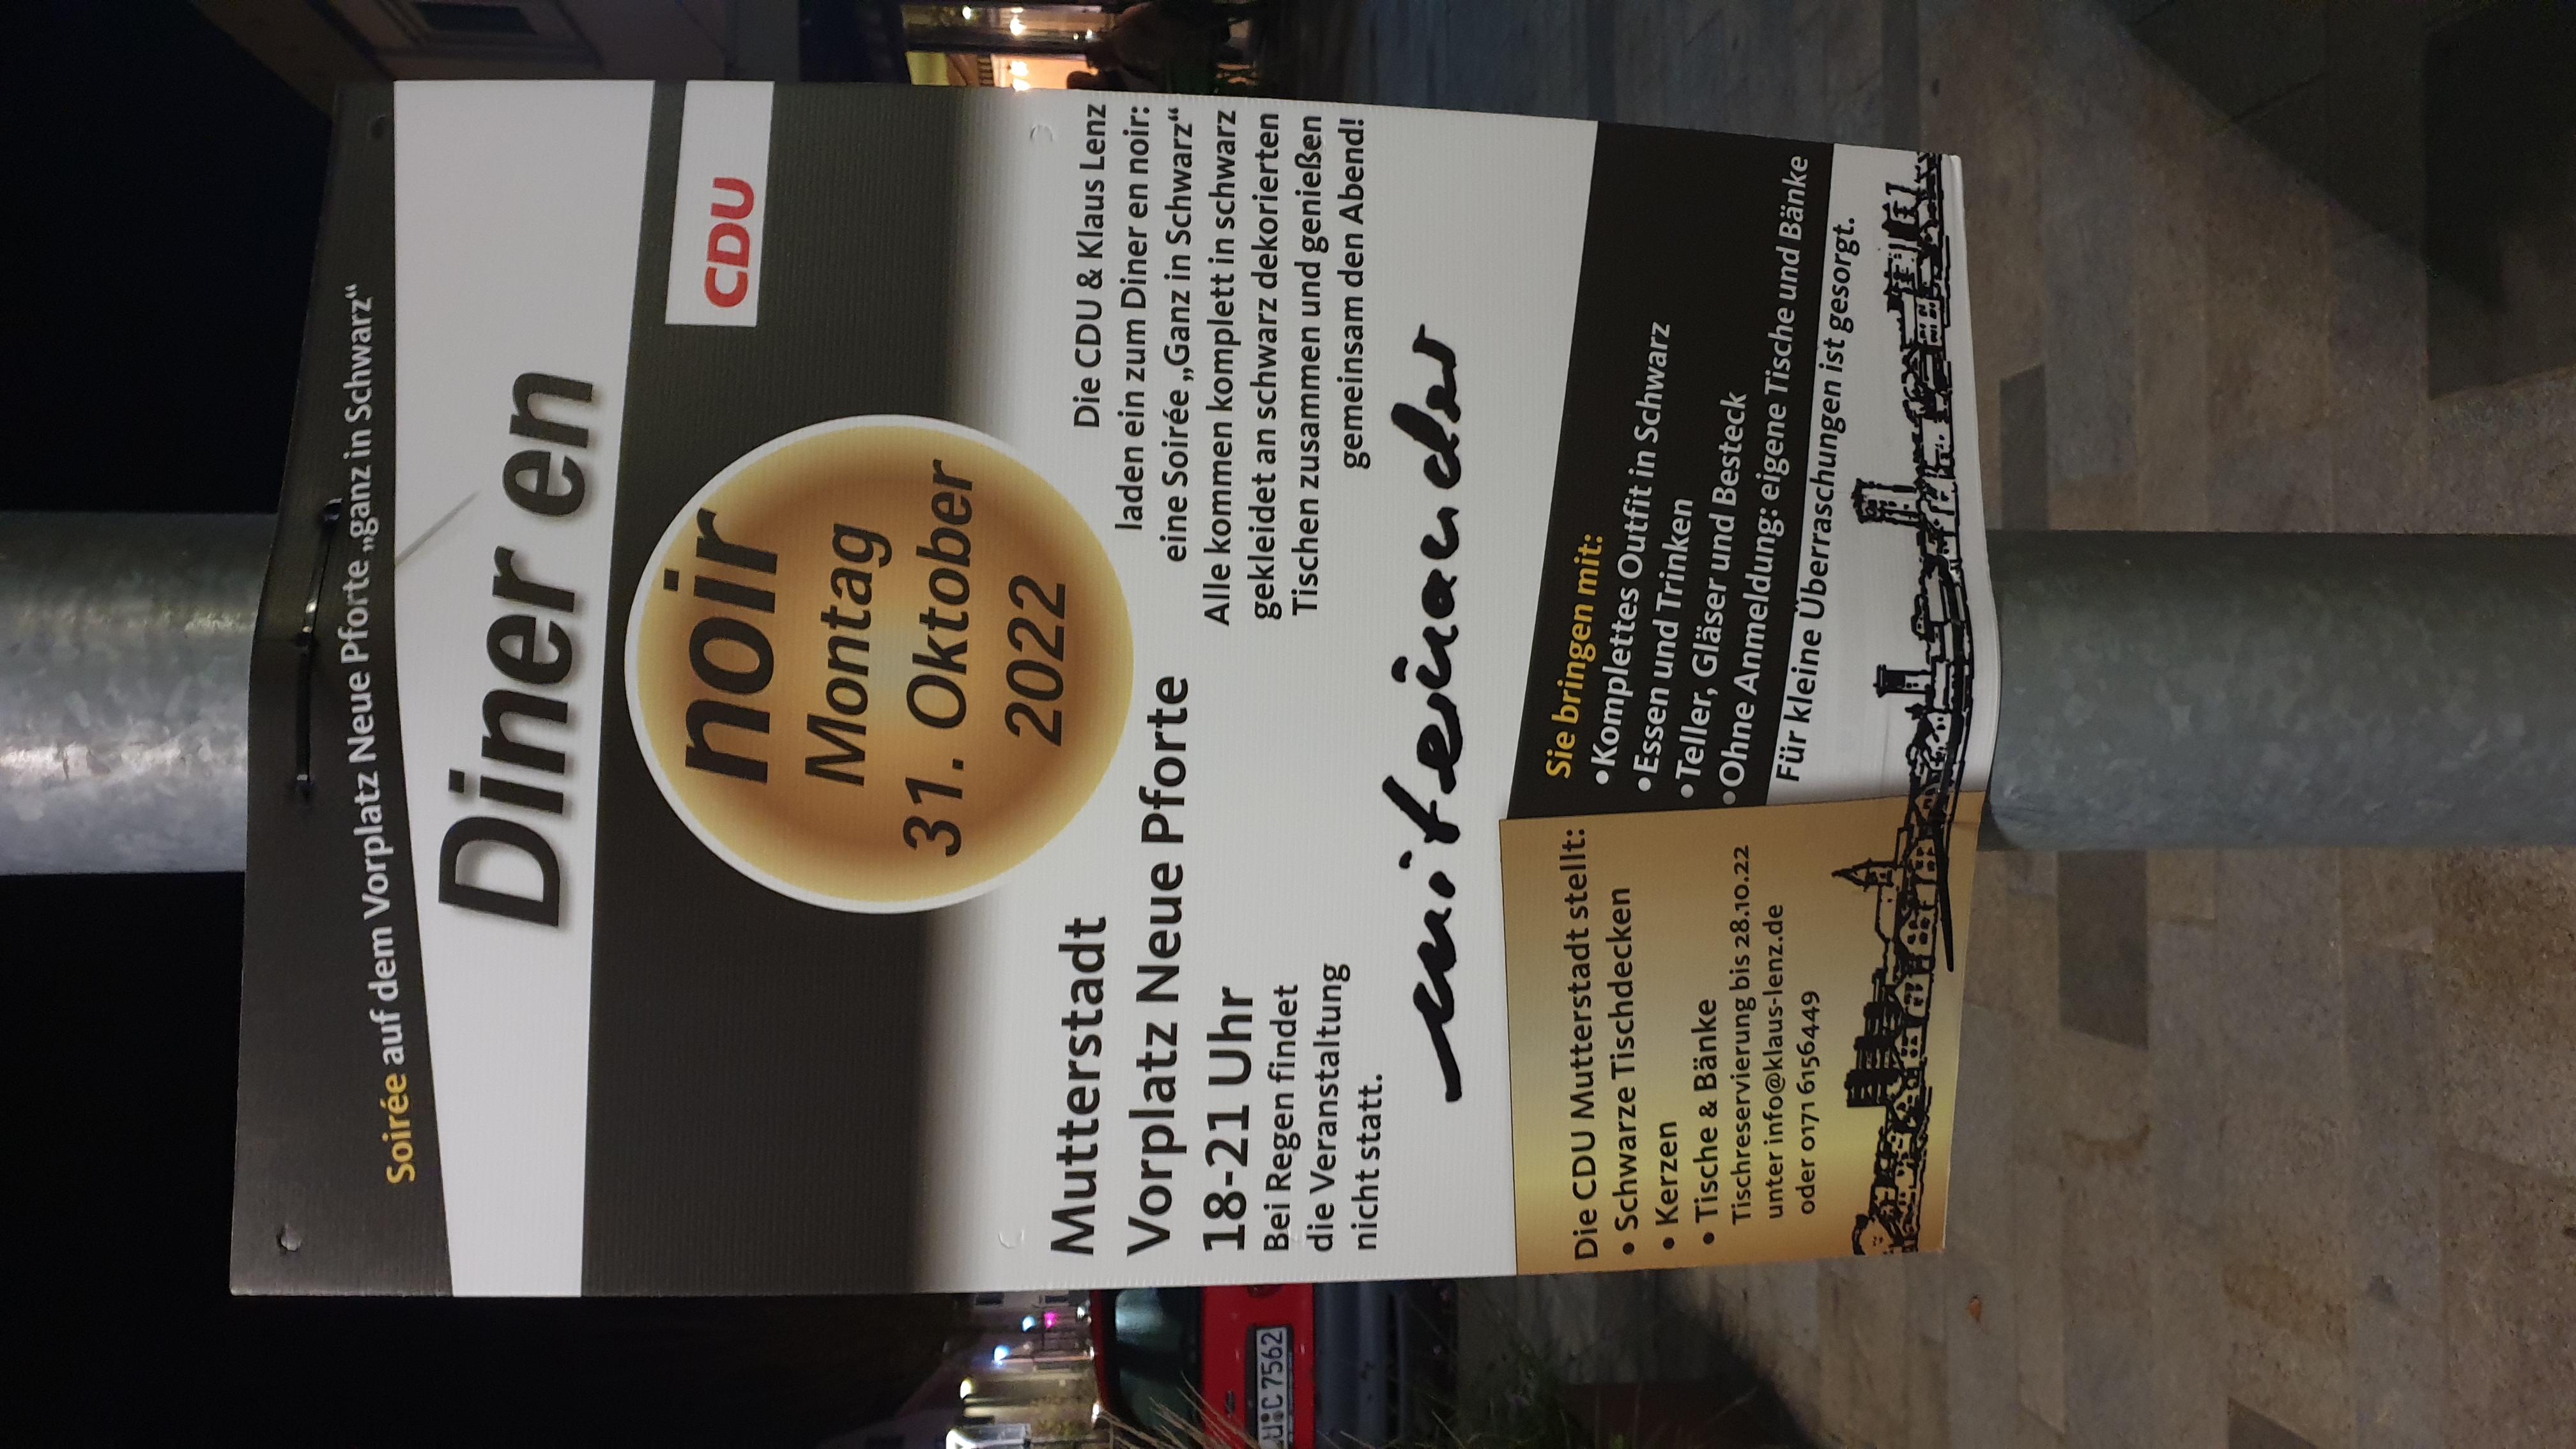 Soirée auf dem Vorplatz Neue Pforte „ganz in Schwarz“
Diner en
noir
CDU
Montag
31. Oktober
2022
Mutterstadt
Vorplatz Neue Pforte
18-21 Uhr
Bei Regen findet
die Veranstaltung
nicht statt.
Die CDU & Klaus Lenz
laden ein zum Diner en noir:
eine Soirée „Ganz in Schwarz“
Alle kommen komplett in schwarz
gekleidet an schwarz dekorierten
Tischen zusammen und genießen
gemeinsam den Abend!
miteinander
Die CDU Mutterstadt stellt:
• Schwarze Tischdecken
• Kerzen
• Tische & Bänke
Tischreservierung bis 28.10.22
unter info@klaus-lenz.de
oder 0171 6156449
Sie bringen mit:
• Komplettes Outfit in Schwarz
• Essen und Trinken
• Teller, Gläser und Besteck
• Ohne Anmeldung: eigene Tische und Bänke
Für kleine Überraschungen ist gesorgt.
C 7562